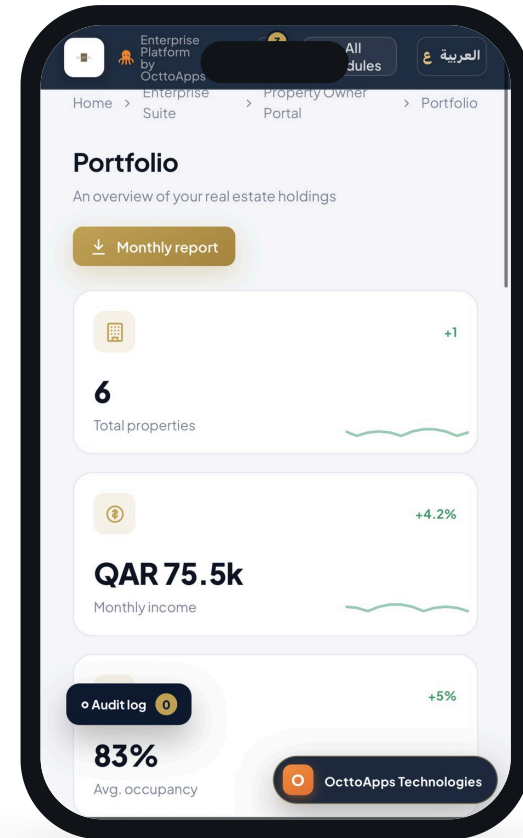 Enterprise
Platform
by
OcttoApps
All
dules
العربية ع
Home > Enterprise Suite > Property Owner Portal > Portfolio
Portfolio
An overview of your real estate holdings
Monthly report
+1
6
Total properties
+4.2%
QAR 75.5k
Monthly income
+5%
Audit log 0
83%
Avg. occupancy
OcttoApps Technologies